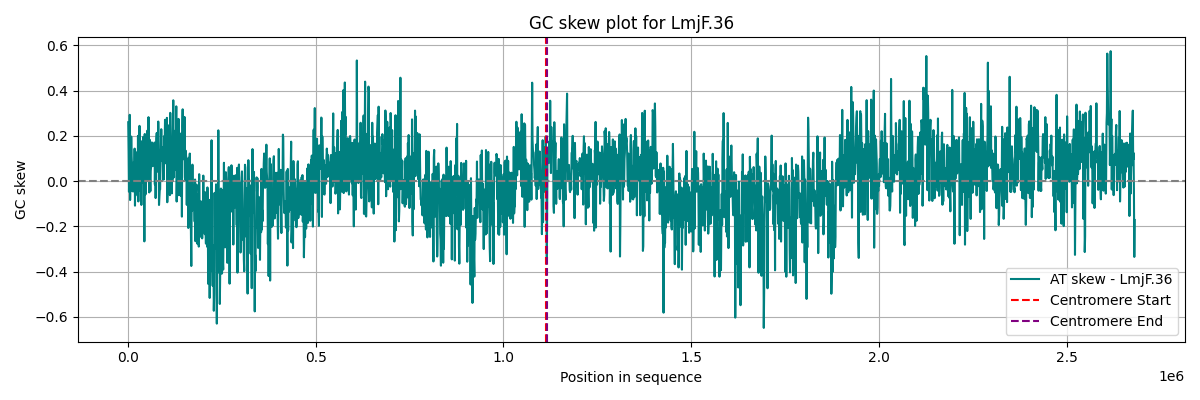 GC skew plot for LmjF.36
GC skew
0.6
0.4
0.2
0.0
−0.2
−0.4
−0.6
AT skew - LmjF.36
Centromere Start
Centromere End
0.0 0.5 1.0 1.5 2.0 2.5
1e6
Position in sequence